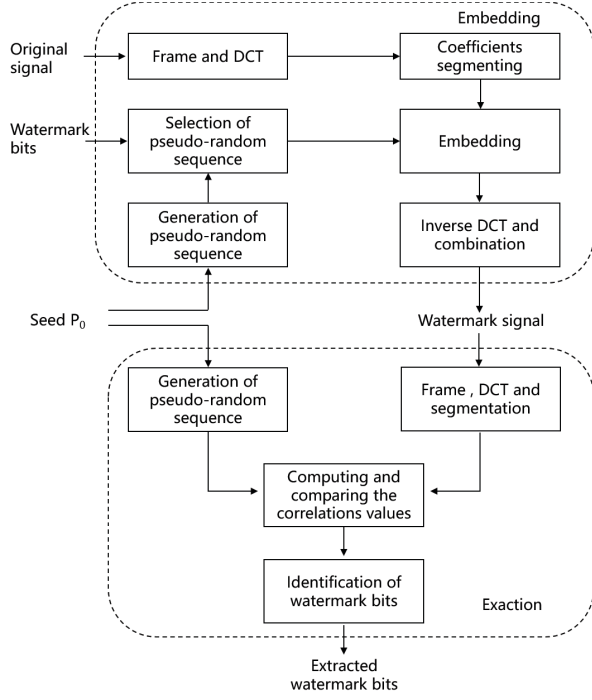 Embedding
Original
signal
Frame and DCT
Coefficients
segmenting
Watermark
bits
Selection of
pseudo-random
sequence
Embedding
Generation of
pseudo-random
sequence
Inverse DCT and
combination
Seed P₀
Watermark signal
Generation of
pseudo-random
sequence
Frame , DCT and
segmentation
Computing and
comparing the
correlations values
Identification of
watermark bits
Exaction
Extracted
watermark bits